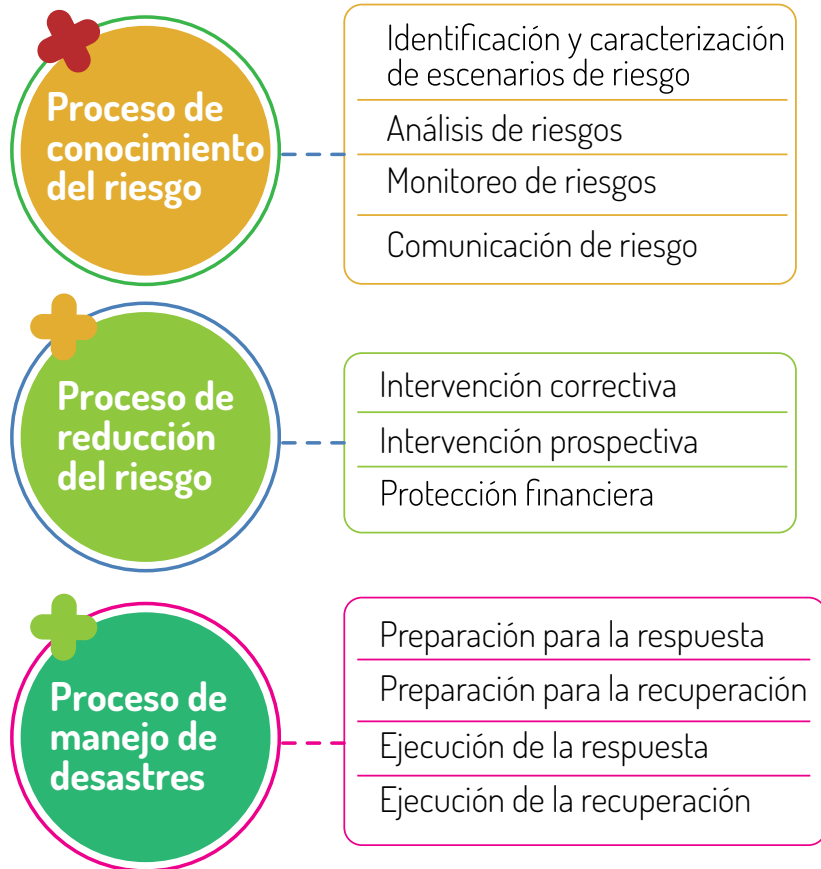 Proceso de
conocimiento
del riesgo
Identificación y caracterización
de escenarios de riesgo
Análisis de riesgos
Monitoreo de riesgos
Comunicación de riesgo
Proceso de
reducción
del riesgo
Intervención correctiva
Intervención prospectiva
Protección financiera
Proceso de
manejo de
desastres
Preparación para la respuesta
Preparación para la recuperación
Ejecución de la respuesta
Ejecución de la recuperación